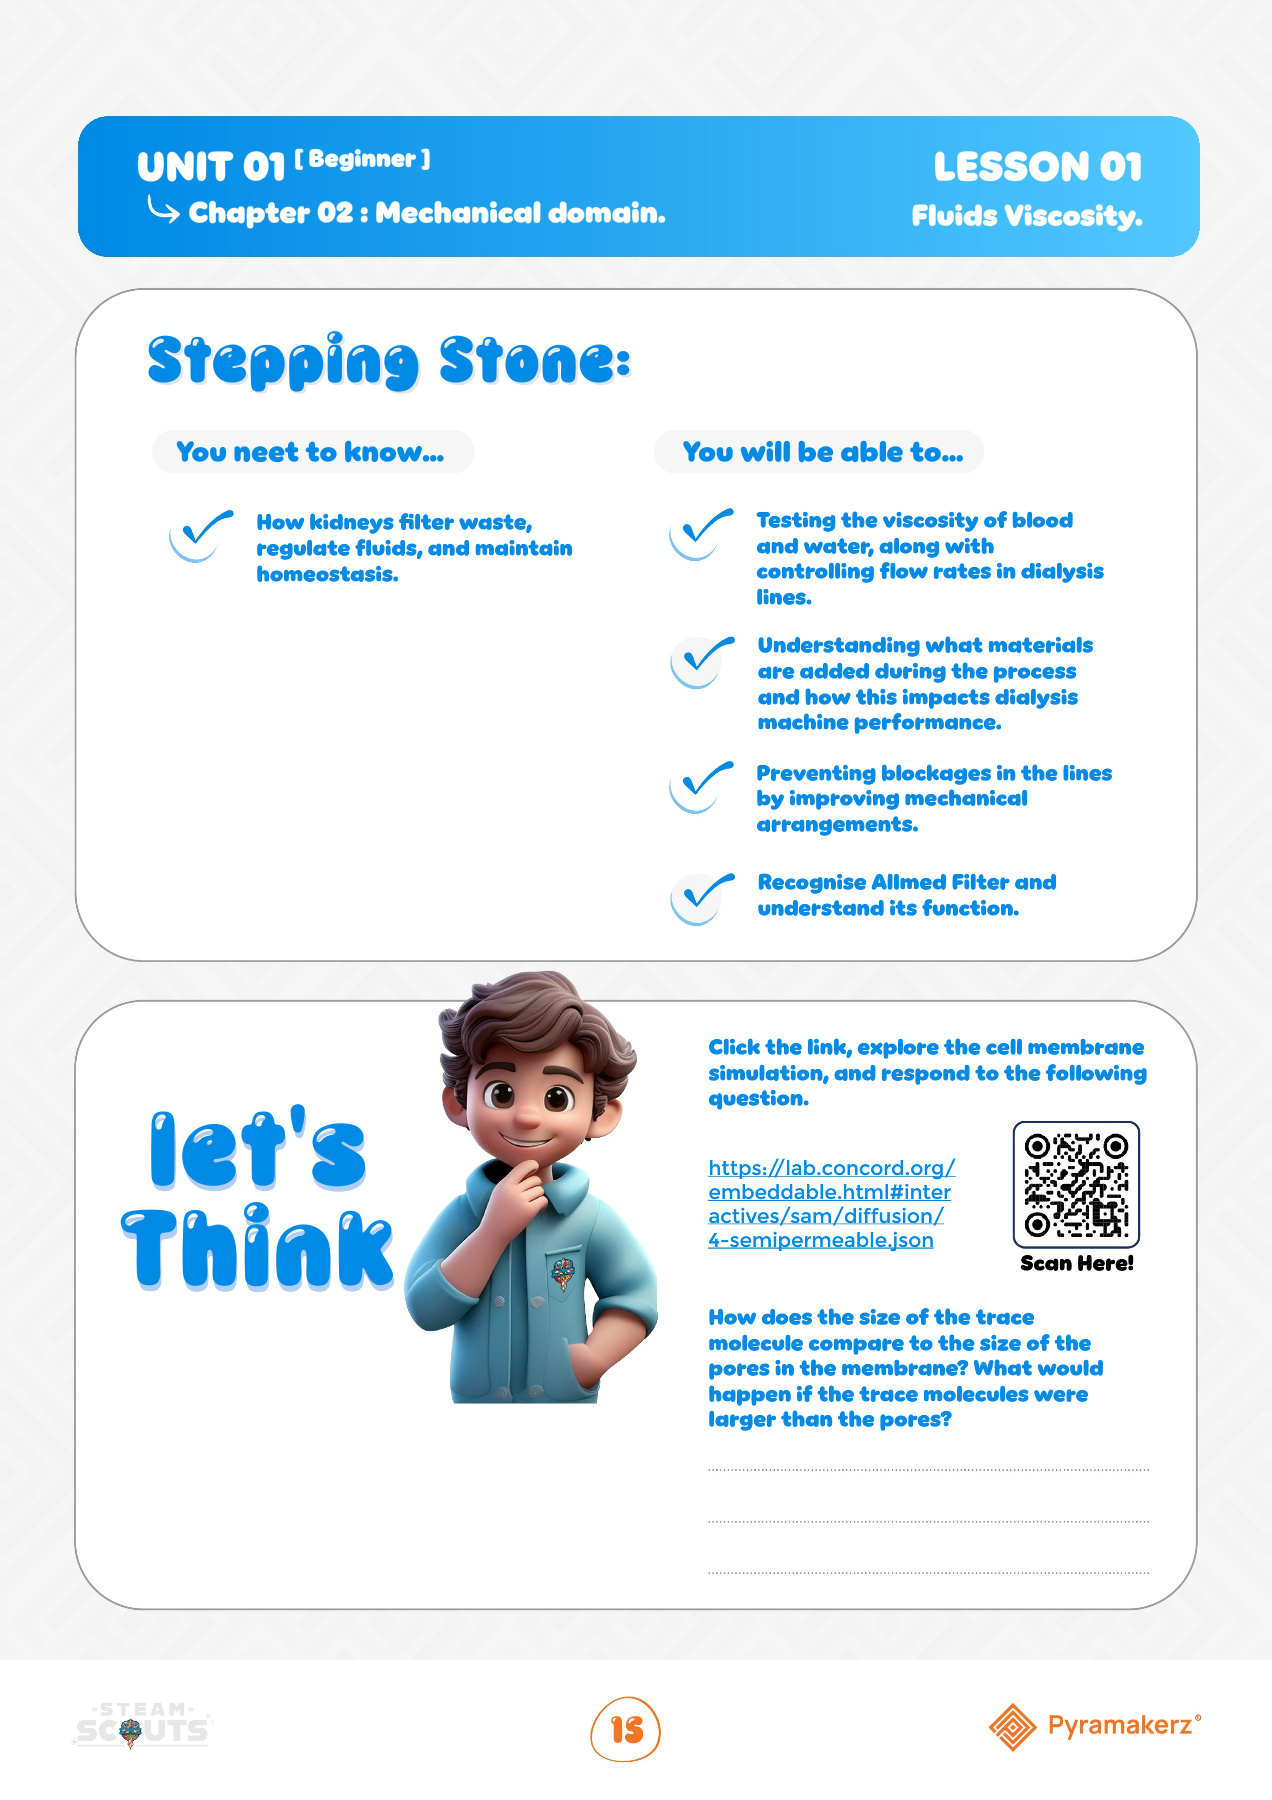 UNIT 01 [ Beginner ]
Chapter 02 : Mechanical domain.
LESSON 01
Fluids Viscosity.
Stepping Stone:
You neet to know...
How kidneys filter waste,
regulate fluids, and maintain
homeostasis.
You will be able to...
Testing the viscosity of blood
and water, along with
controlling flow rates in dialysis
lines.
Understanding what materials
are added during the process
and how this impacts dialysis
machine performance.
Preventing blockages in the lines
by improving mechanical
arrangements.
Recognise Allmed Filter and
understand its function.
let's
Think
Click the link, explore the cell membrane
simulation, and respond to the following
question.
https://lab.concord.org/
embeddable.html#inter
actives/sam/diffusion/
4-semipermeable.json
Scan Here!
How does the size of the trace
molecule compare to the size of the
pores in the membrane? What would
happen if the trace molecules were
larger than the pores?
STEAM
SCOUTS
15
Pyramakerz®